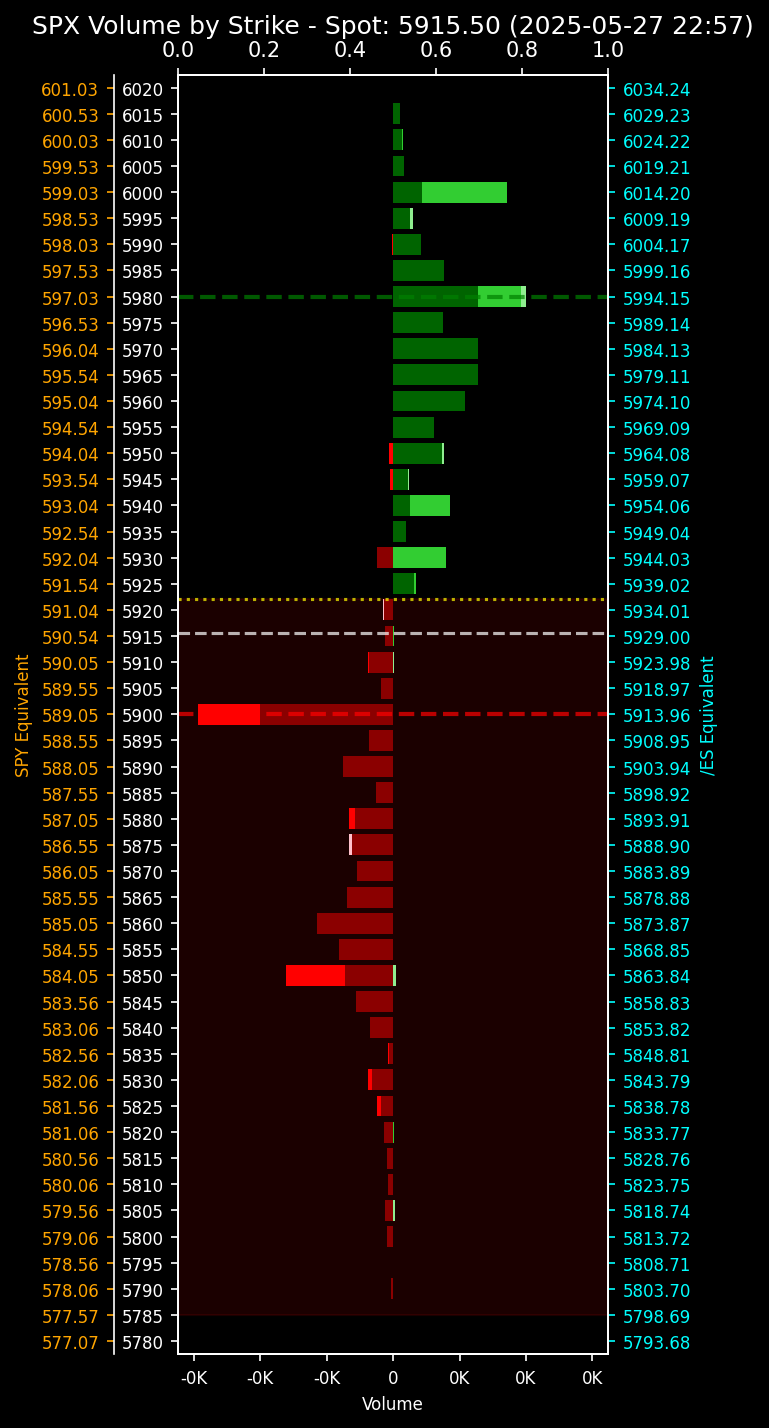 SPX Volume by Strike - Spot: 5915.50 (2025-05-27 22:57)
0.0 0.2 0.4 0.6 0.8 1.0
601.03 6020 6034.24
600.53 6015 6029.23
600.03 6010 6024.22
599.53 6005 6019.21
599.03 6000 6014.20
598.53 5995 6009.19
598.03 5990 6004.17
597.53 5985 5999.16
597.03 5980 5994.15
596.53 5975 5989.14
596.04 5970 5984.13
595.54 5965 5979.11
595.04 5960 5974.10
594.54 5955 5969.09
594.04 5950 5964.08
593.54 5945 5959.07
593.04 5940 5954.06
592.54 5935 5949.04
592.04 5930 5944.03
591.54 5925 5939.02
591.04 5920 5934.01
590.54 5915 5929.00
590.05 5910 5923.98
589.55 5905 5918.97
589.05 5900 5913.96
588.55 5895 5908.95
588.05 5890 5903.94
587.55 5885 5898.92
587.05 5880 5893.91
586.55 5875 5888.90
586.05 5870 5883.89
585.55 5865 5878.88
585.05 5860 5873.87
584.55 5855 5868.85
584.05 5850 5863.84
583.56 5845 5858.83
583.06 5840 5853.82
582.56 5835 5848.81
582.06 5830 5843.79
581.56 5825 5838.78
581.06 5820 5833.77
580.56 5815 5828.76
580.06 5810 5823.75
579.56 5805 5818.74
579.06 5800 5813.72
578.56 5795 5808.71
578.06 5790 5803.70
577.57 5785 5798.69
577.07 5780 5793.68
SPY Equivalent
/ES Equivalent
-0K -0K -0K 0 0K 0K 0K
Volume